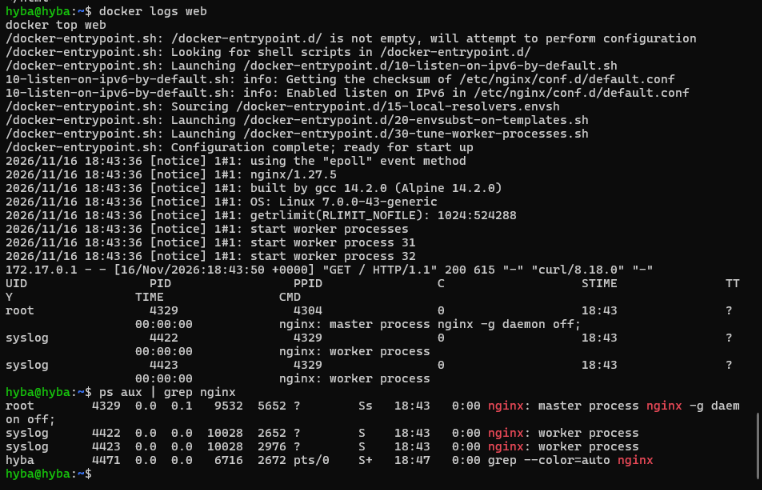 hyba@hyba:~$ docker logs web
docker top web
/docker-entrypoint.sh: /docker-entrypoint.d/ is not empty, will attempt to perform configuration
/docker-entrypoint.sh: Looking for shell scripts in /docker-entrypoint.d/
/docker-entrypoint.sh: Launching /docker-entrypoint.d/10-listen-on-ipv6-by-default.sh
10-listen-on-ipv6-by-default.sh: info: Getting the checksum of /etc/nginx/conf.d/default.conf
10-listen-on-ipv6-by-default.sh: info: Enabled listen on IPv6 in /etc/nginx/conf.d/default.conf
/docker-entrypoint.sh: Sourcing /docker-entrypoint.d/15-local-resolvers.envsh
/docker-entrypoint.sh: Launching /docker-entrypoint.d/20-envsubst-on-templates.sh
/docker-entrypoint.sh: Launching /docker-entrypoint.d/30-tune-worker-processes.sh
/docker-entrypoint.sh: Configuration complete; ready for start up
2026/11/16 18:43:36 [notice] 1#1: using the "epoll" event method
2026/11/16 18:43:36 [notice] 1#1: nginx/1.27.5
2026/11/16 18:43:36 [notice] 1#1: built by gcc 14.2.0 (Alpine 14.2.0)
2026/11/16 18:43:36 [notice] 1#1: OS: Linux 7.0.0-43-generic
2026/11/16 18:43:36 [notice] 1#1: getrlimit(RLIMIT_NOFILE): 1024:524288
2026/11/16 18:43:36 [notice] 1#1: start worker processes
2026/11/16 18:43:36 [notice] 1#1: start worker process 31
2026/11/16 18:43:36 [notice] 1#1: start worker process 32
172.17.0.1 - - [16/Nov/2026:18:43:50 +0000] "GET / HTTP/1.1" 200 615 "-" "curl/8.18.0" "-"
UID PID PPID C STIME TT
Y TIME CMD
root 4329 4304 0 18:43 ?
00:00:00 nginx: master process nginx -g daemon off;
syslog 4422 4329 0 18:43 ?
00:00:00 nginx: worker process
syslog 4423 4329 0 18:43 ?
00:00:00 nginx: worker process
hyba@hyba:~$ ps aux | grep nginx
root 4329 0.0 0.1 9532 5652 ? Ss 18:43 0:00 nginx: master process nginx -g daem
on off;
syslog 4422 0.0 0.0 10028 2652 ? S 18:43 0:00 nginx: worker process
syslog 4423 0.0 0.0 10028 2976 ? S 18:43 0:00 nginx: worker process
hyba 4471 0.0 0.0 6716 2672 pts/0 S+ 18:47 0:00 grep --color=auto nginx
hyba@hyba:~$